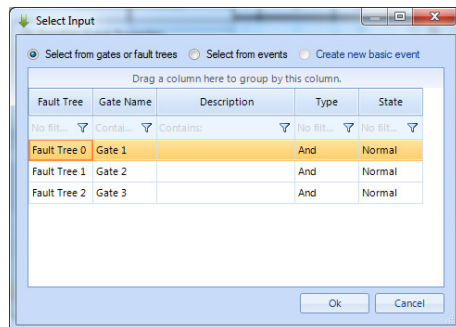 Select Input
Select from gates or fault trees Select from events Create new basic event
Drag a column here to group by this column.
Fault Tree Gate Name Description Type State
No filt... Contai... Contains: No filt... No filt...
Fault Tree 0 Gate 1 And Normal
Fault Tree 1 Gate 2 And Normal
Fault Tree 2 Gate 3 And Normal
Ok Cancel